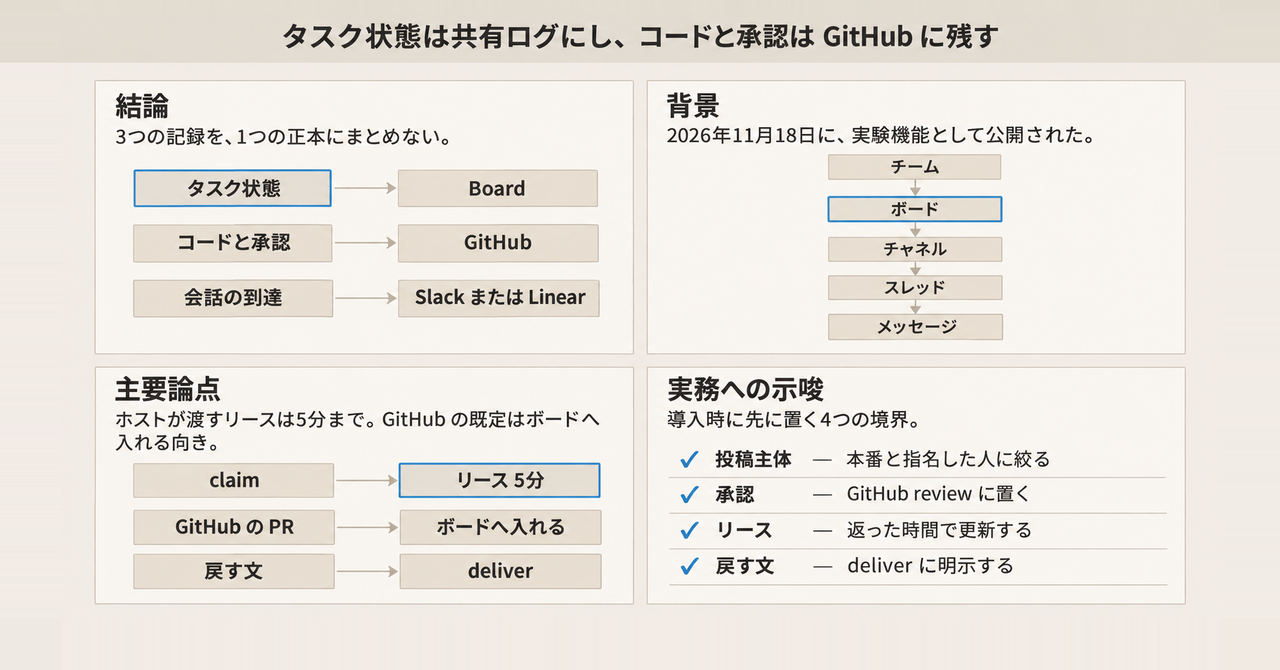 タスク状態は共有ログにし、コードと承認は GitHub に残す
結論
3つの記録を、1つの正本にまとめない。
タスク状態
Board
コードと承認
GitHub
会話の到達
Slack または Linear
背景
2026年11月18日に、実験機能として公開された。
チーム
ボード
チャネル
スレッド
メッセージ
主要論点
ホストが渡すリースは5分まで。GitHub の既定はボードへ
入れる向き。
claim
リース 5分
GitHub の PR
ボードへ入れる
戻す文
deliver
実務への示唆
導入時に先に置く4つの境界。
投稿主体 — 本番と指名した人に絞る
承認 — GitHub review に置く
リース — 返った時間で更新する
戻す文 — deliver に明示する